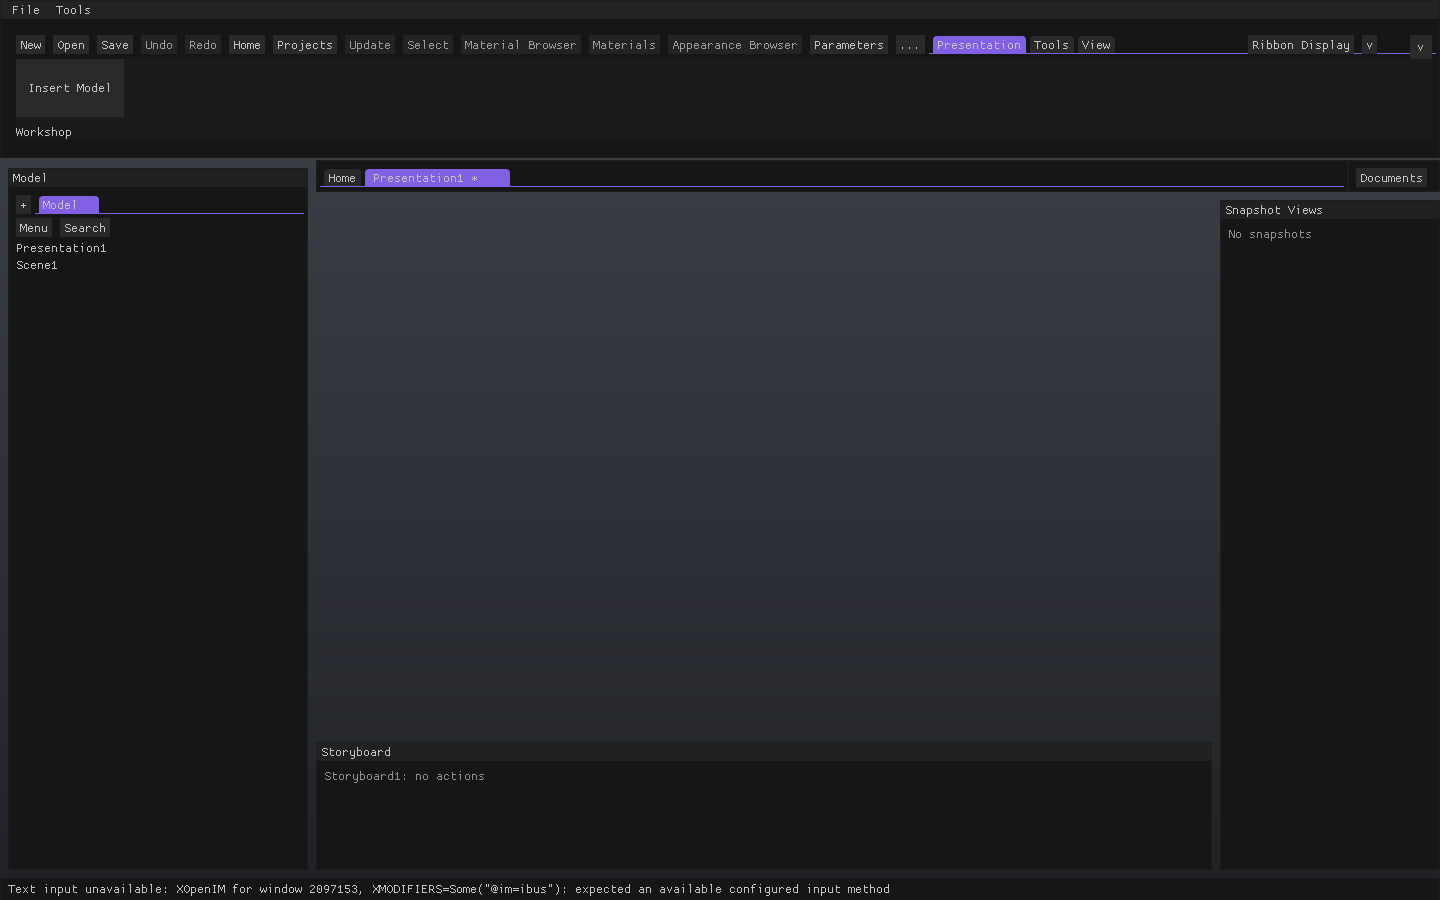 File Tools
New Open Save Undo Redo Home Projects Update Select Material Browser Materials Appearance Browser Parameters ... Presentation Tools View Ribbon Display v v
Insert Model
Workshop
Model
+ Model
Menu Search
Presentation1
Scene1
Home Presentation1 * Documents
Snapshot Views
No snapshots
Storyboard
Storyboard1: no actions
Text input unavailable: XOpenIM for window 2097153, XMODIFIERS=Some("@im=ibus"): expected an available configured input method